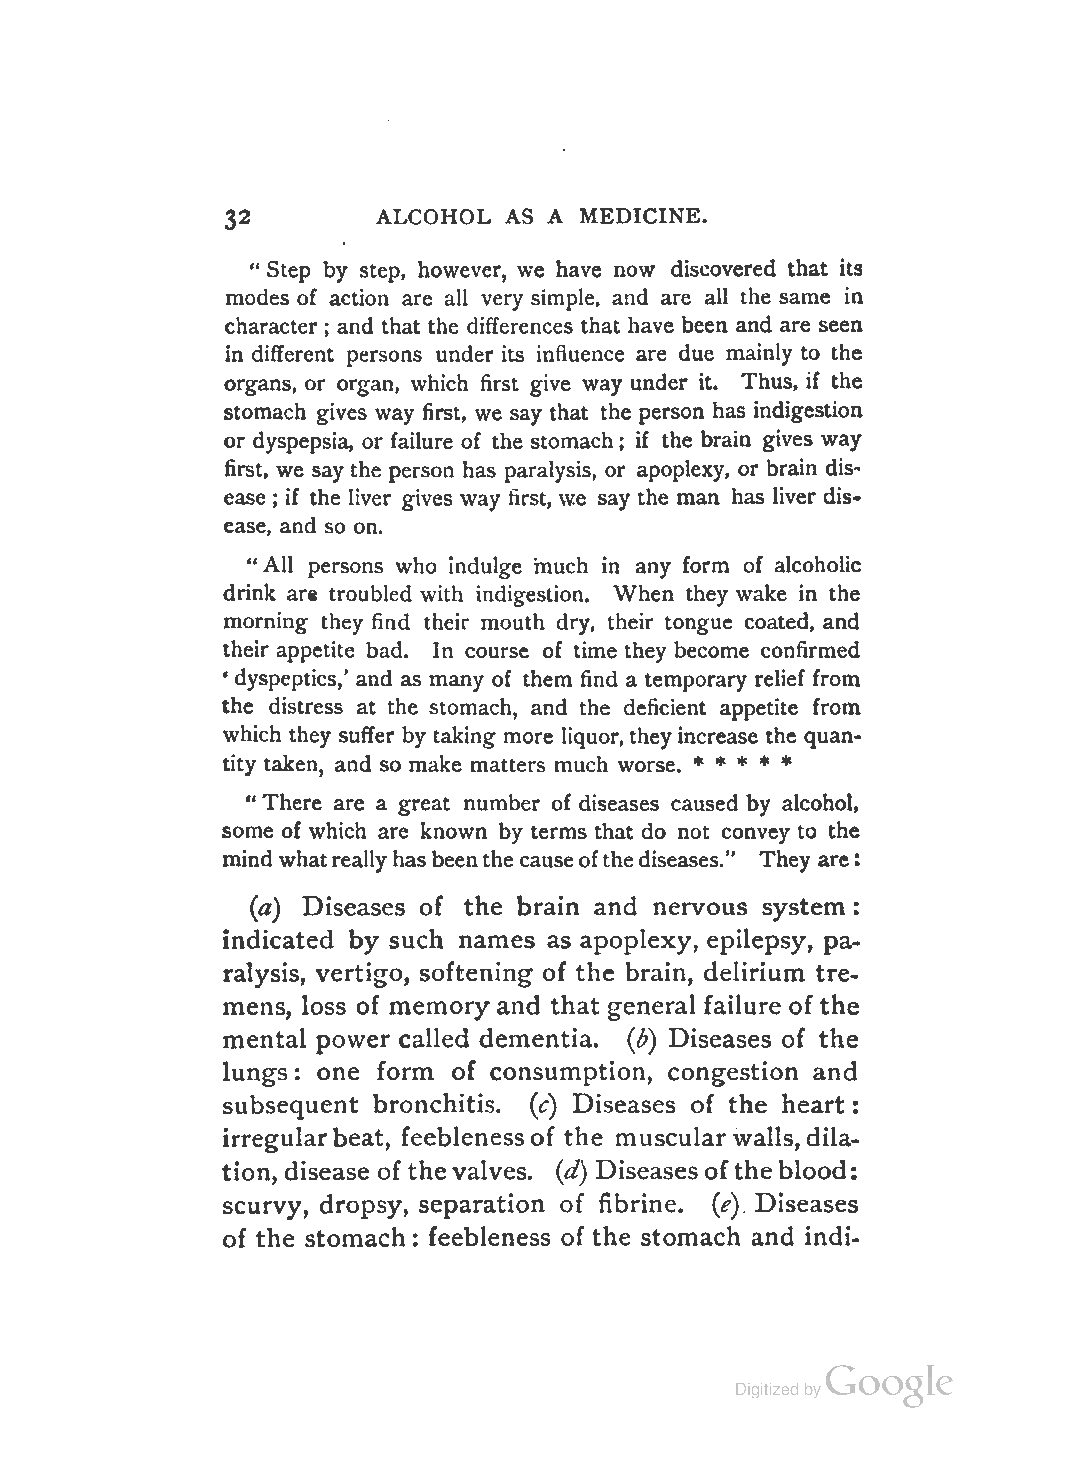 32 ALCOHOL AS A MEDICINE.
“ Step by step, however, we have now discovered that its
modes of action are all very simple, and are all the same in
character ; and that the differences that have been and are seen
in different persons under its influence are due mainly to the
organs, or organ, which first give way under it. Thus, if the
stomach gives way first, we say that the person has indigestion
or dyspepsia, or failure of the stomach ; if the brain gives way
first, we say the person has paralysis, or apoplexy, or brain dis-
ease ; if the liver gives way first, we say the man has liver dis-
ease, and so on.
“ All persons who indulge much in any form of alcoholic
drink are troubled with indigestion. When they wake in the
morning they find their mouth dry, their tongue coated, and
their appetite bad. In course of time they become confirmed
‘ dyspeptics,’ and as many of them find a temporary relief from
the distress at the stomach, and the deficient appetite from
which they suffer by taking more liquor, they increase the quan-
tity taken, and so make matters much worse. * * * * *
“ There are a great number of diseases caused by alcohol,
some of which are known by terms that do not convey to the
mind what really has been the cause of the diseases.” They are :
(a) Diseases of the brain and nervous system :
indicated by such names as apoplexy, epilepsy, pa-
ralysis, vertigo, softening of the brain, delirium tre-
mens, loss of memory and that general failure of the
mental power called dementia. (b) Diseases of the
lungs : one form of consumption, congestion and
subsequent bronchitis. (c) Diseases of the heart :
irregular beat, feebleness of the muscular walls, dila-
tion, disease of the valves. (d) Diseases of the blood:
scurvy, dropsy, separation of fibrine. (e). Diseases
of the stomach : feebleness of the stomach and indi-
Digitized by Google